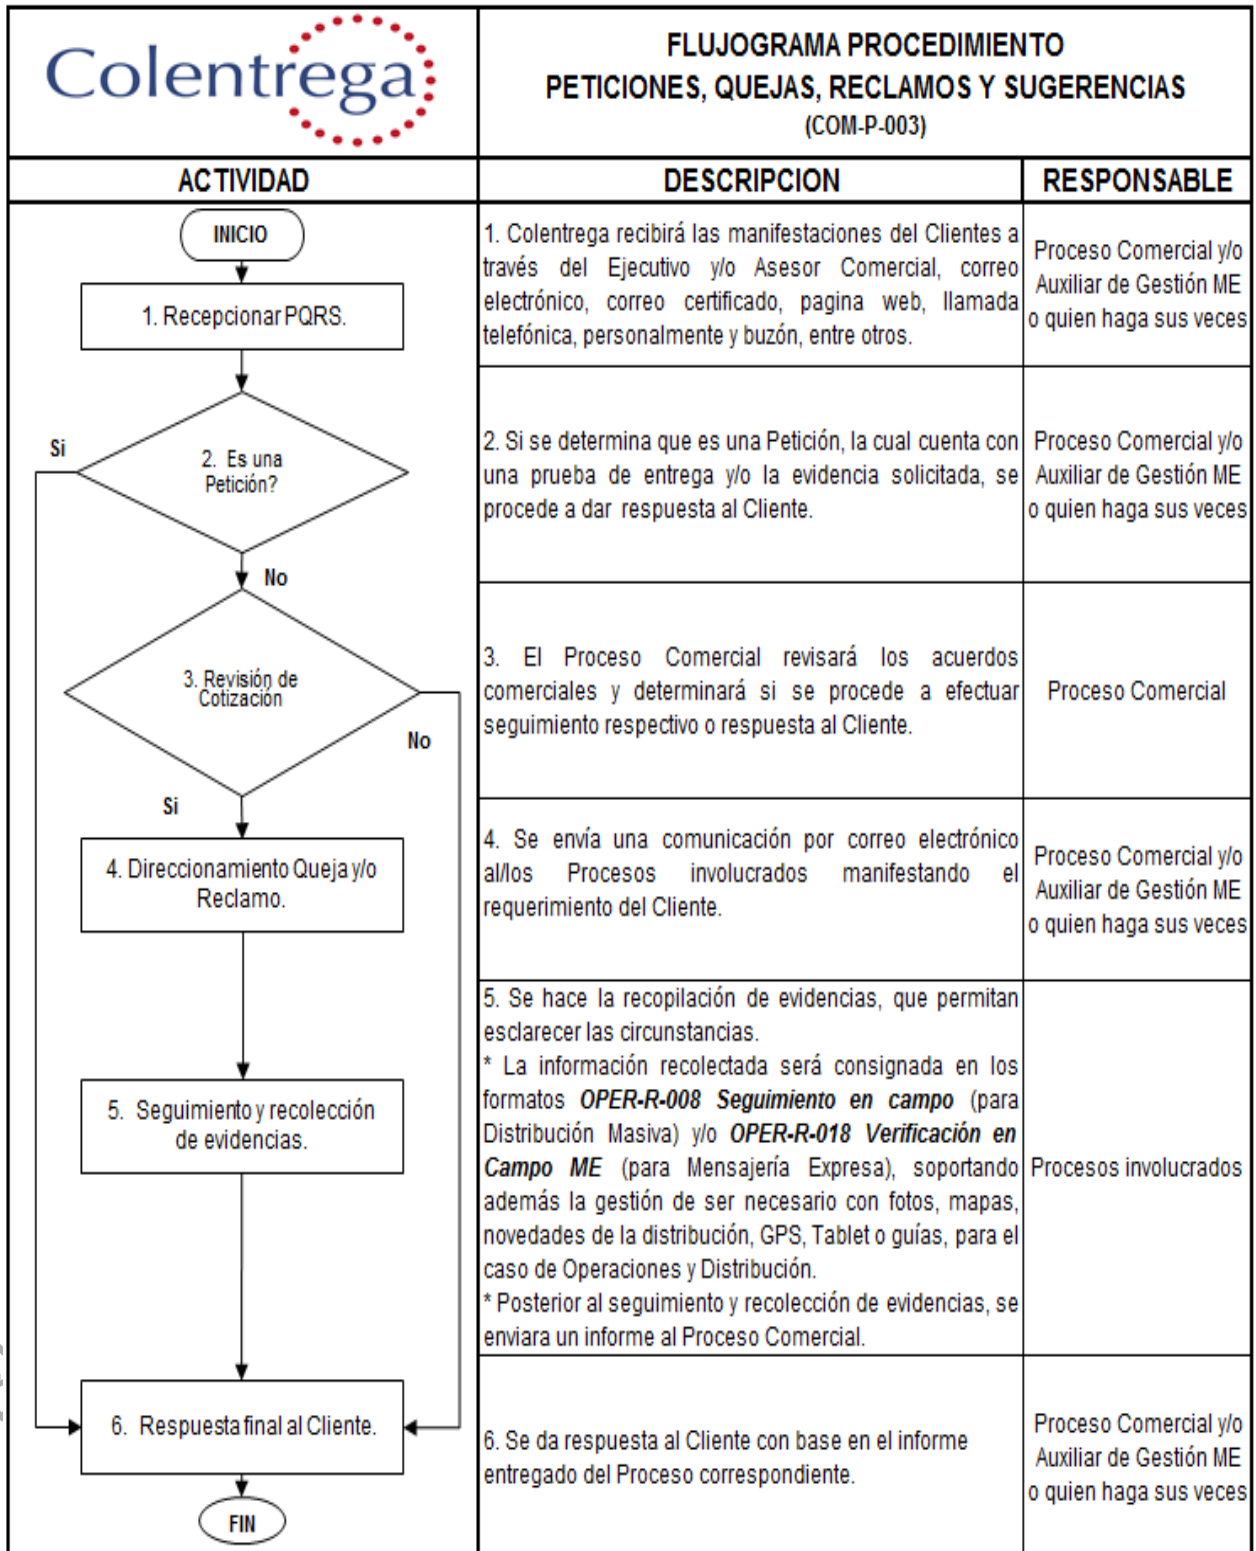 Colentrega
FLUJOGRAMA PROCEDIMIENTO
PETICIONES, QUEJAS, RECLAMOS Y SUGERENCIAS
(COM-P-003)
ACTIVIDAD
DESCRIPCION
RESPONSABLE
INICIO
1. Recepcionar PQRS.
1. Colentrega recibirá las manifestaciones del Clientes a
través del Ejecutivo y/o Asesor Comercial, correo
electrónico, correo certificado, pagina web, llamada
telefónica, personalmente y buzón, entre otros.
Proceso Comercial y/o
Auxiliar de Gestión ME
o quien haga sus veces
Si
2. Es una
Petición?
No
2. Si se determina que es una Petición, la cual cuenta con
una prueba de entrega y/o la evidencia solicitada, se
procede a dar respuesta al Cliente.
Proceso Comercial y/o
Auxiliar de Gestión ME
o quien haga sus veces
3. Revisión de
Cotización
No
Si
3. El Proceso Comercial revisará los acuerdos
comerciales y determinará si se procede a efectuar
seguimiento respectivo o respuesta al Cliente.
Proceso Comercial
4. Direccionamiento Queja y/o
Reclamo.
4. Se envía una comunicación por correo electrónico
al/los Procesos involucrados manifestando el
requerimiento del Cliente.
Proceso Comercial y/o
Auxiliar de Gestión ME
o quien haga sus veces
5. Seguimiento y recolección
de evidencias.
5. Se hace la recopilación de evidencias, que permitan
esclarecer las circunstancias.
* La información recolectada será consignada en los
formatos OPER-R-008 Seguimiento en campo (para
Distribución Masiva) y/o OPER-R-018 Verificación en
Campo ME (para Mensajería Expresa), soportando
además la gestión de ser necesario con fotos, mapas,
novedades de la distribución, GPS, Tablet o guías, para el
caso de Operaciones y Distribución.
* Posterior al seguimiento y recolección de evidencias, se
enviara un informe al Proceso Comercial.
Procesos involucrados
6. Respuesta final al Cliente.
6. Se da respuesta al Cliente con base en el informe
entregado del Proceso correspondiente.
Proceso Comercial y/o
Auxiliar de Gestión ME
o quien haga sus veces
FIN